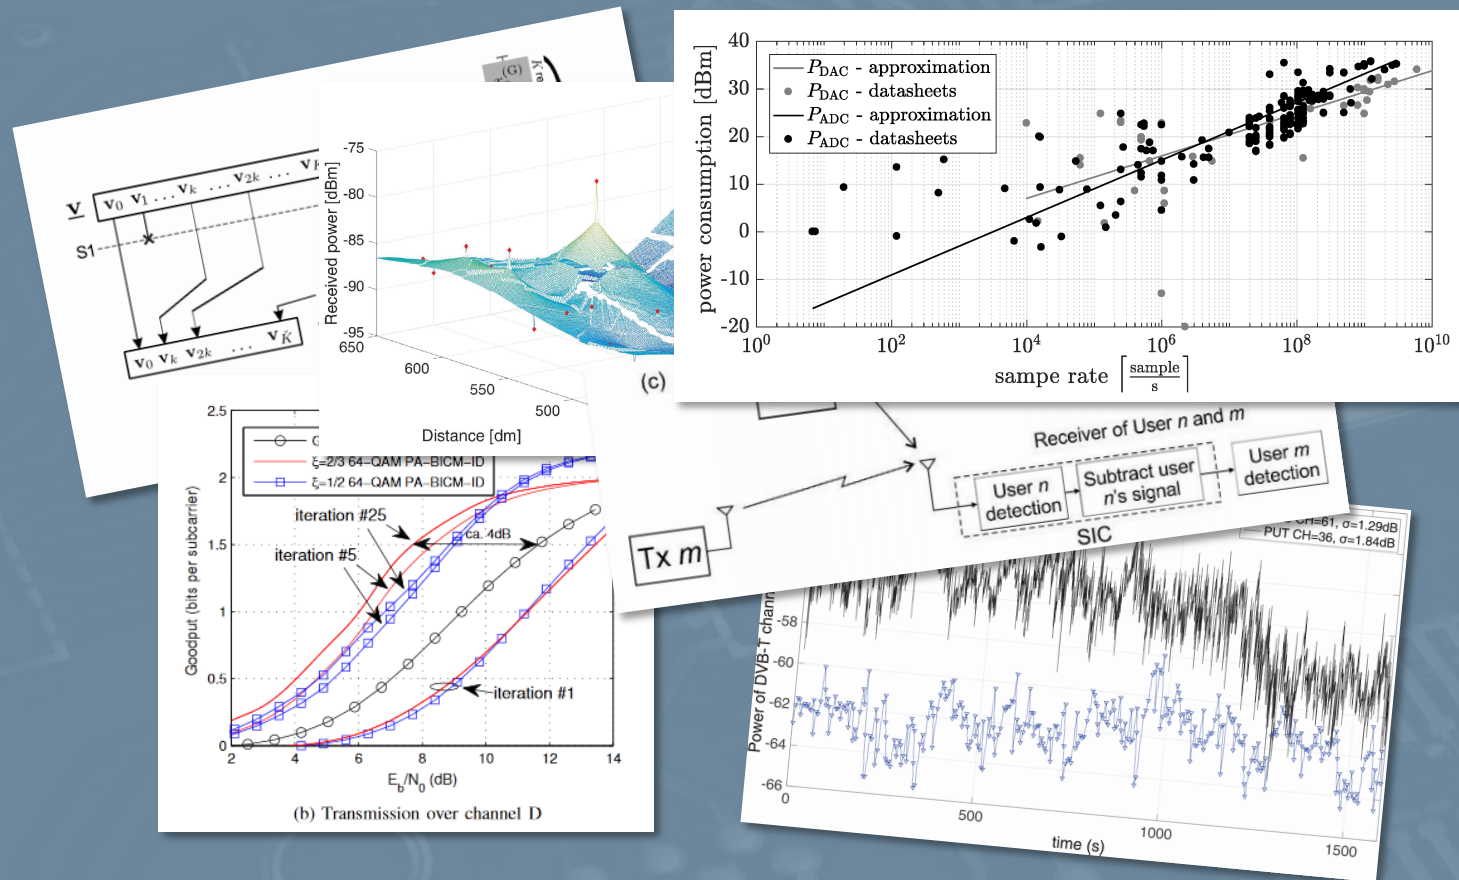 (G)
K re
v
v0 v1 ... vk ... v2k ...
S1
v0 vk v2k ... vK̃
Received power [dBm]
-75
-80
-85
-90
-95
650
600
550
500
Distance [dm]
(c)
power consumption [dBm]
40
30
20
10
0
-10
-20
PDAC - approximation
PDAC - datasheets
PADC - approximation
PADC - datasheets
10^0 10^2 10^4 10^6 10^8 10^10
sampe rate [sample/s]
Goodput (bits per subcarrier)
2.5
2
1.5
1
0.5
0
ξ=2/3 64-QAM PA-BICM-ID
ξ=1/2 64-QAM PA-BICM-ID
iteration #25
ca. 4dB
iteration #5
iteration #1
2 4 6 8 10 12 14
Eb/N0 (dB)
(b) Transmission over channel D
Receiver of User n and m
Tx m
User n
detection
Subtract user
n's signal
User m
detection
SIC
CH=61, σ=1.29dB
PUT CH=36, σ=1.84dB
Power of DVB-T
-58
-60
-62
-64
-66
0 500 1000 1500
time (s)